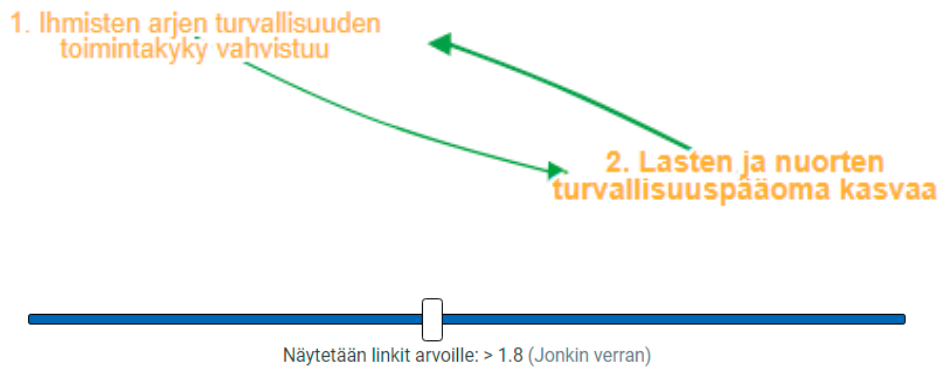 1. Ihmisten arjen turvallisuuden
toimintakyky vahvistuu
2. Lasten ja nuorten
turvallisuuspääoma kasvaa
Näytetään linkit arvoille: > 1.8 (Jonkin verran)